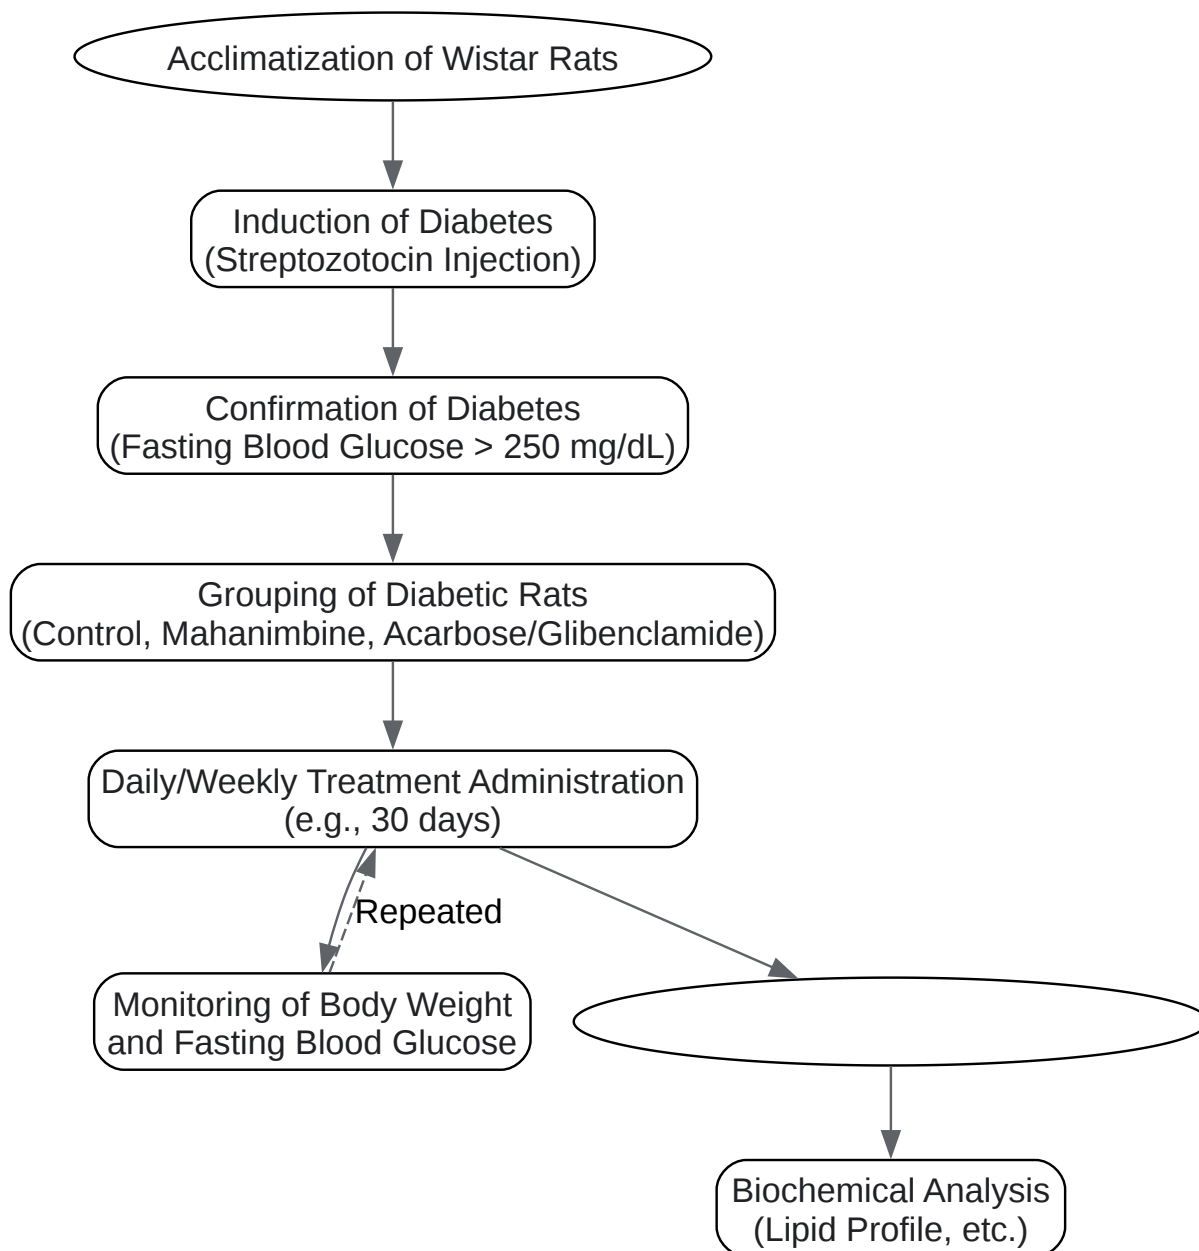 Acclimatization of Wistar Rats
Induction of Diabetes
(Streptozotocin Injection)
Confirmation of Diabetes
(Fasting Blood Glucose > 250 mg/dL)
Grouping of Diabetic Rats
(Control, Mahanimbine, Acarbose/Glibenclamide)
Daily/Weekly Treatment Administration
(e.g., 30 days)
Repeated
Monitoring of Body Weight
and Fasting Blood Glucose
Biochemical Analysis
(Lipid Profile, etc.)